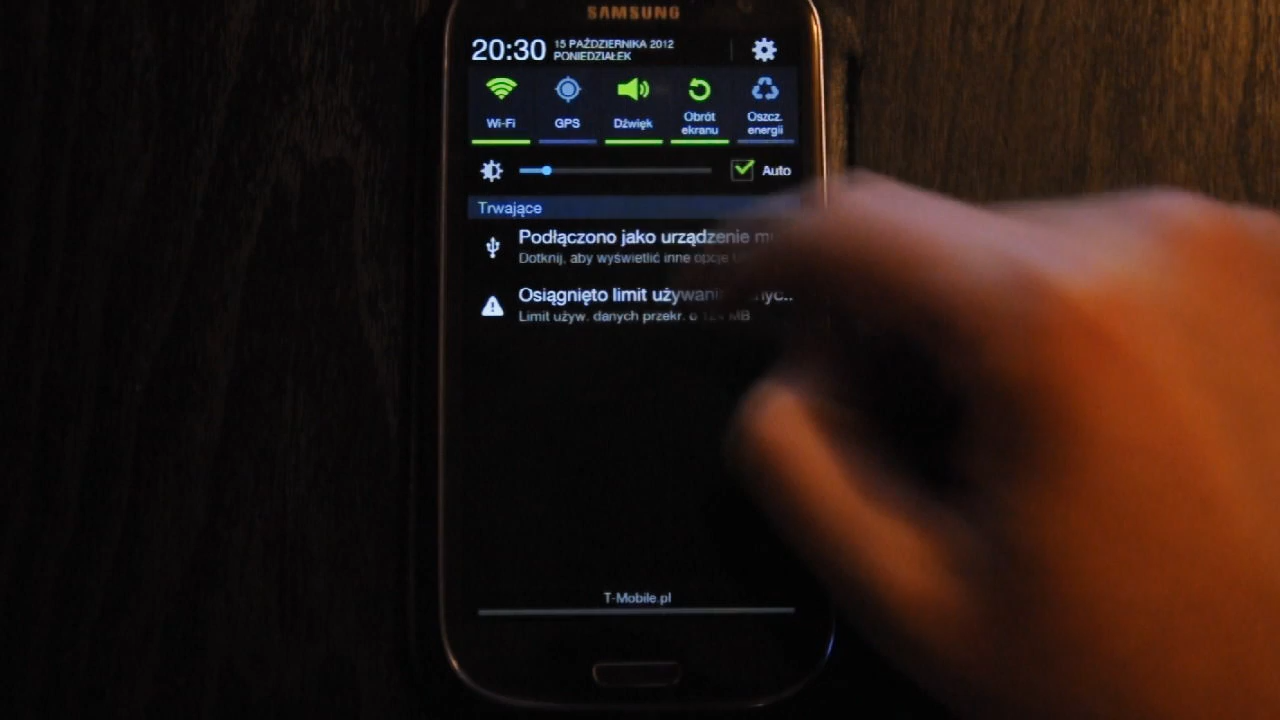 SAMSUNG
20:30 15 PAŹDZIERNIKA 2012
PONIEDZIAŁEK
Wi-Fi
GPS
Dźwięk
Obrót
ekranu
Oszcz.
energii
Auto
Trwające
Podłączono jako urządzenie
Dotknij, aby wyświetlić inne opcje
Osiągnięto limit
Limit używ. danych przekr. o MB
T-Mobile.pl